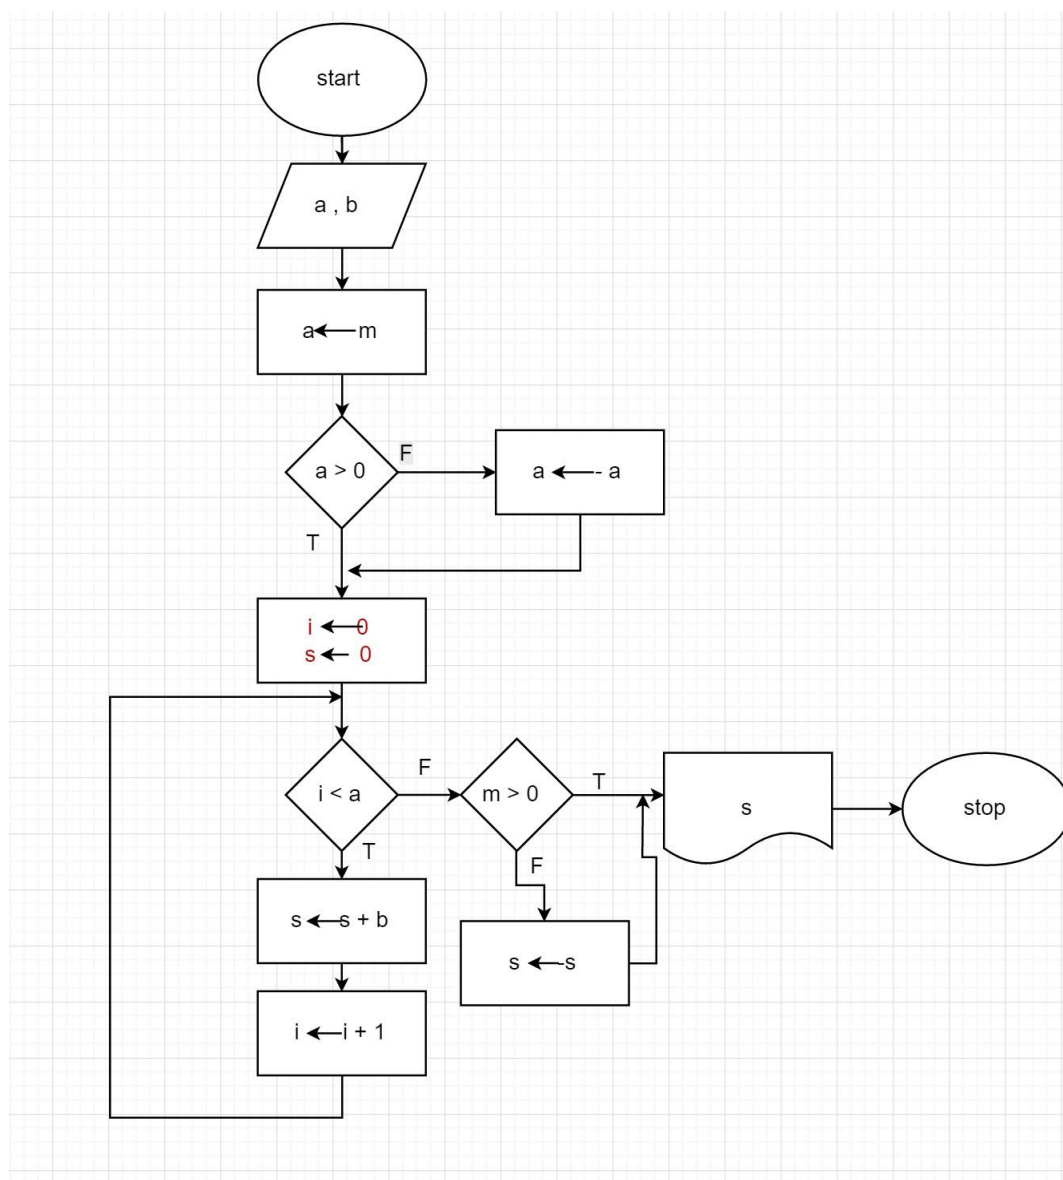 start
a , b
a ← m
a > 0
F
a ← - a
T
i ← 0
s ← 0
i < a
F
m > 0
T
s
stop
T
F
s ← s + b
s ← -s
i ← i + 1